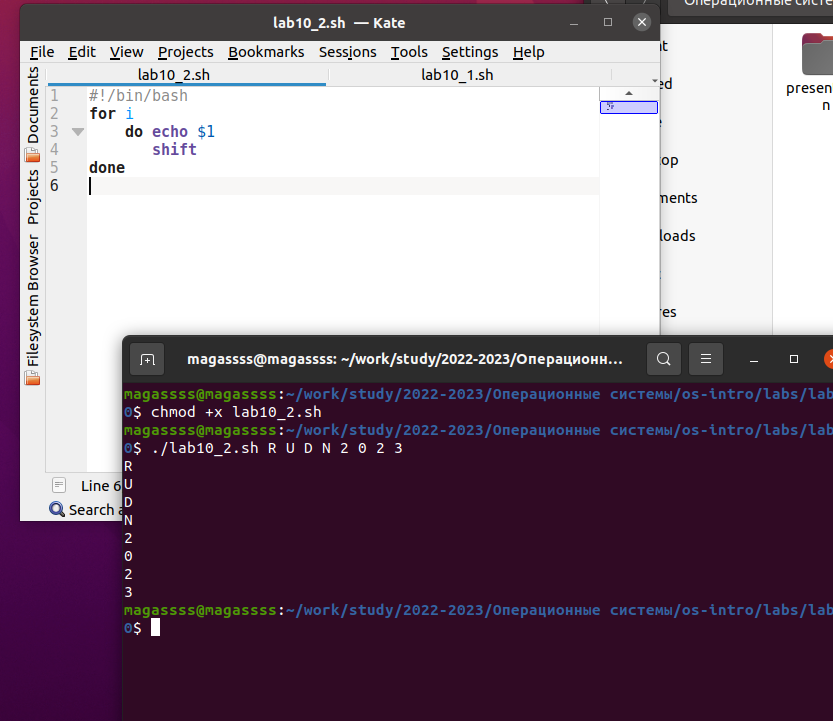 Операционные систе
lab10_2.sh — Kate
File Edit View Projects Bookmarks Sessions Tools Settings Help
lab10_2.sh lab10_1.sh
Documents
Projects
Filesystem Browser
1 #!/bin/bash
2 for i
3 do echo $1
4 shift
5 done
6
Line 6
Search a
nt
ed
e
op
ments
loads
t
res
presen
n
magassss@magassss: ~/work/study/2022-2023/Операционн...
magassss@magassss:~/work/study/2022-2023/Операционные системы/os-intro/labs/lab
0$ chmod +x lab10_2.sh
magassss@magassss:~/work/study/2022-2023/Операционные системы/os-intro/labs/lab
0$ ./lab10_2.sh R U D N 2 0 2 3
R
U
D
N
2
0
2
3
magassss@magassss:~/work/study/2022-2023/Операционные системы/os-intro/labs/lab
0$